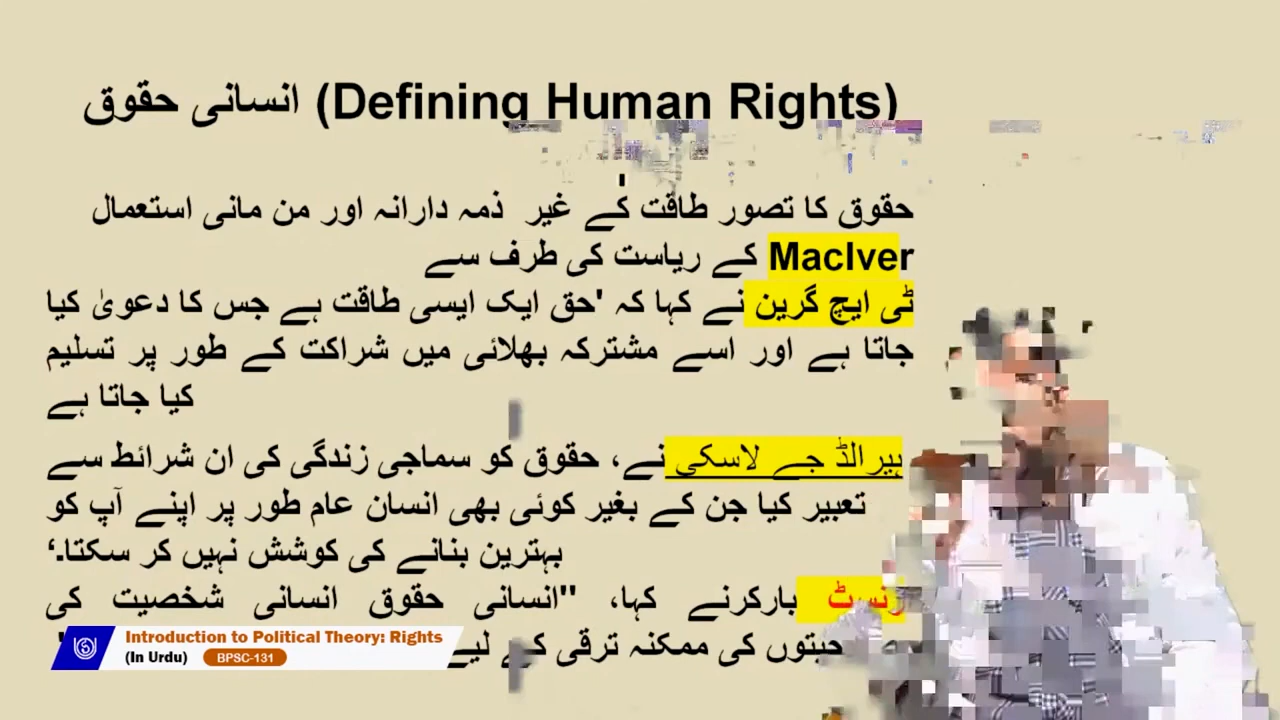 انسانی حقوق (Defining Human Rights)
حقوق کا تصور طاقت کے غیر ذمہ دارانہ اور من مانی استعمال
MacIver کے ریاست کی طرف سے
ٹی ایچ گرین نے کہا کہ 'حق ایک ایسی طاقت ہے جس کا دعویٰ کیا
جاتا ہے اور اسے مشترکہ بھلائی میں شراکت کے طور پر تسلیم
کیا جاتا ہے
ہیرالڈ جے لاسکی نے، حقوق کو سماجی زندگی کی ان شرائط سے
تعبیر کیا جن کے بغیر کوئی بھی انسان عام طور پر اپنے آپ کو
بہترین بنانے کی کوشش نہیں کر سکتا۔'
بارکرنے کہا، "انسانی حقوق انسانی شخصیت کی
کی ممکنہ ترقی کے لیے
Introduction to Political Theory: Rights
(In Urdu) BPSC-131